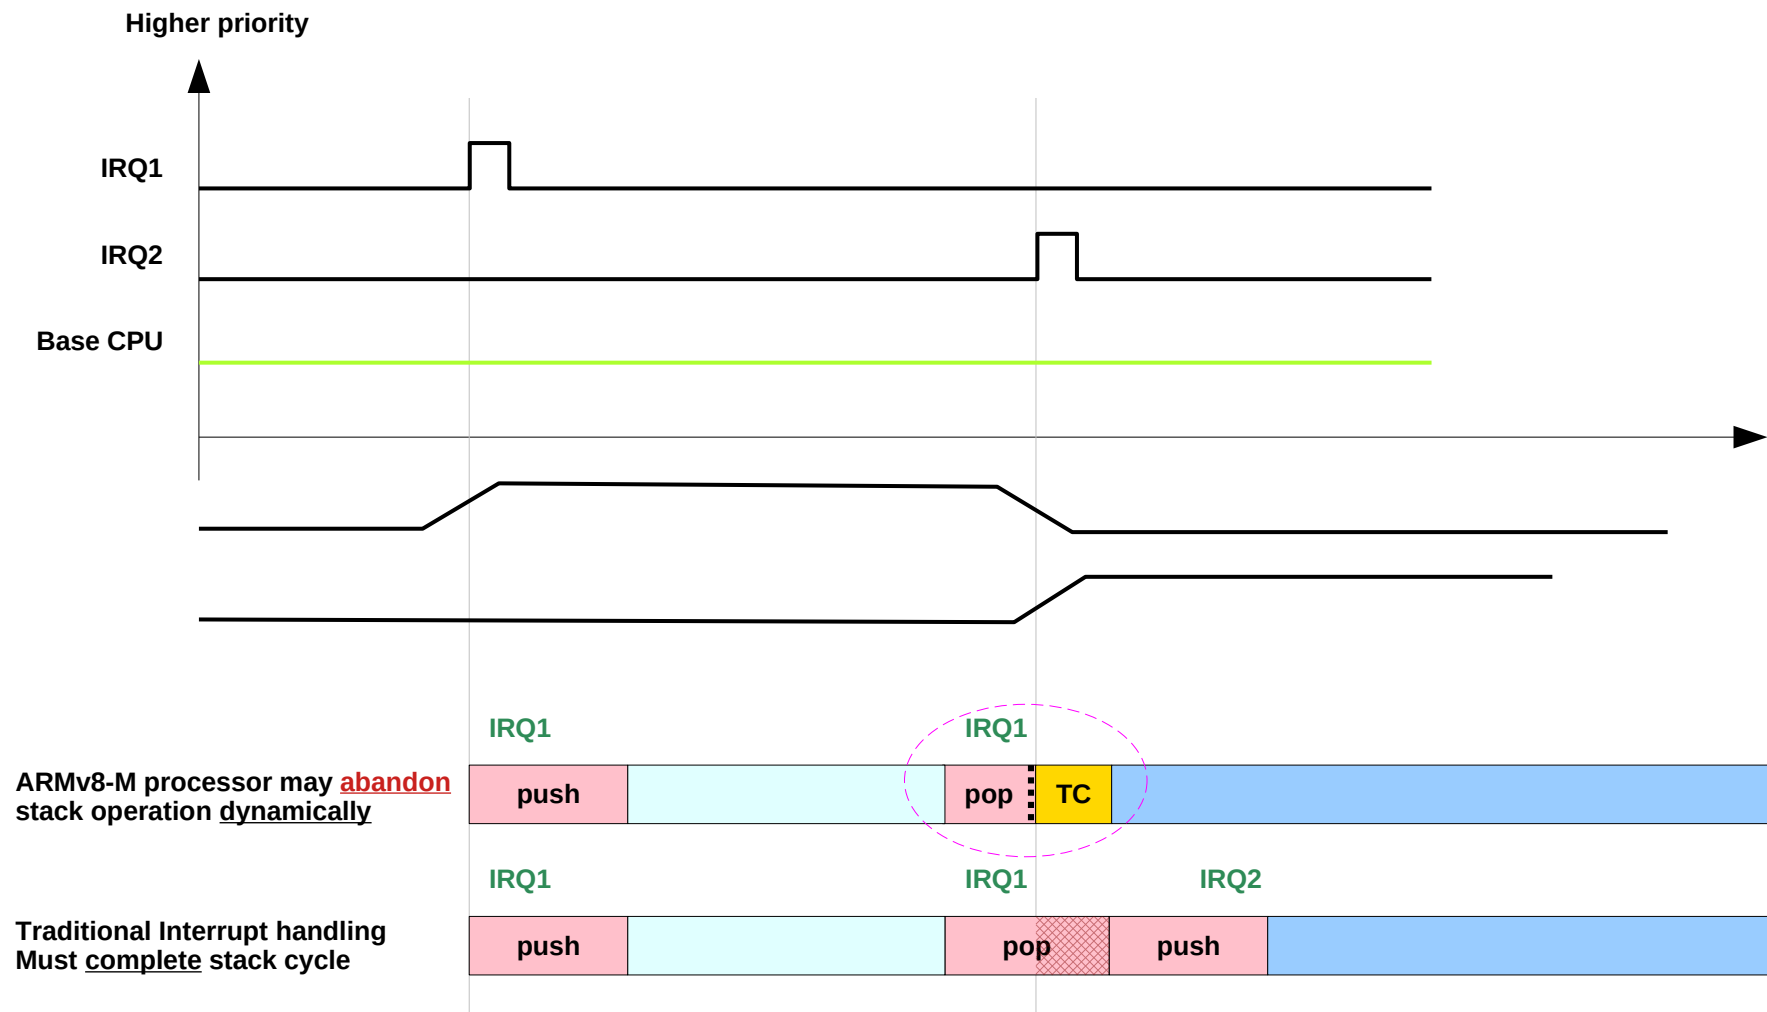 Higher priority
IRQ1
IRQ2
Base CPU
IRQ1
IRQ1
ARMv8-M processor may abandon
stack operation dynamically
push
pop
TC
IRQ1
IRQ1
IRQ2
Traditional Interrupt handling
Must complete stack cycle
push
pop
push